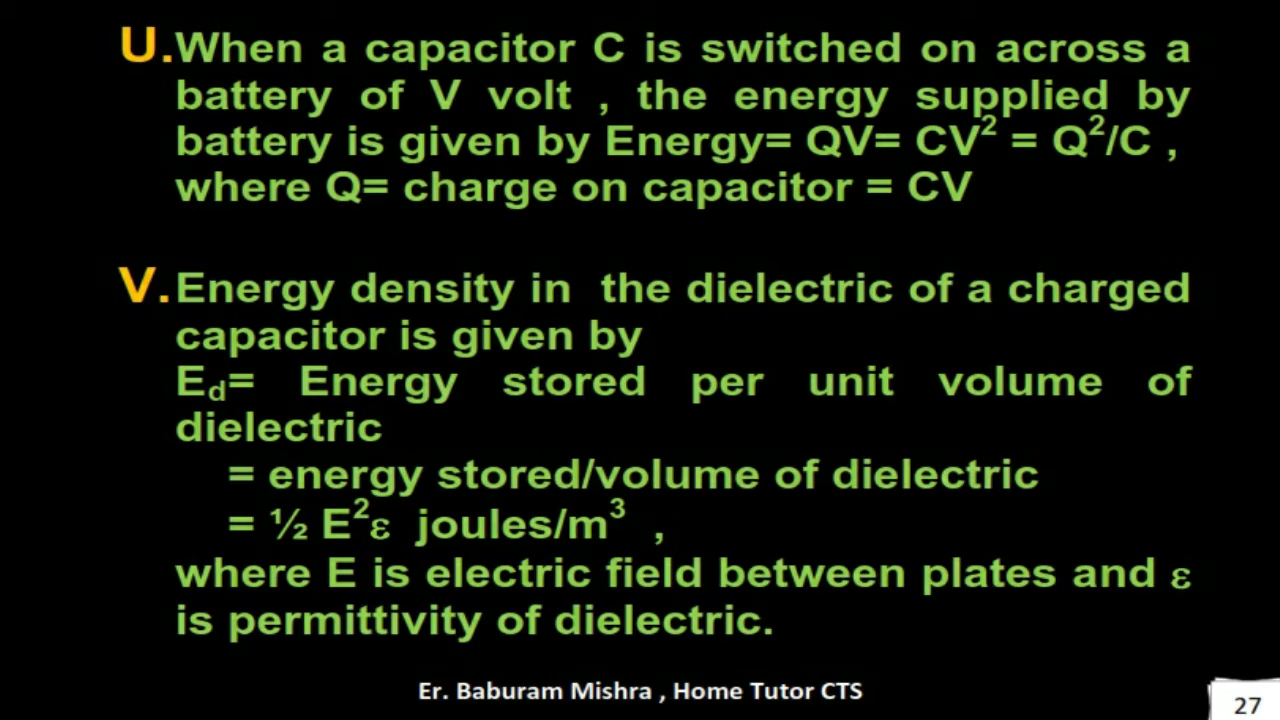 U. When a capacitor C is switched on across a
battery of V volt , the energy supplied by
battery is given by Energy= QV= CV² = Q²/C ,
where Q= charge on capacitor = CV
V. Energy density in the dielectric of a charged
capacitor is given by
E_d= Energy stored per unit volume of
dielectric
= energy stored/volume of dielectric
= ½ E²ε joules/m³ ,
where E is electric field between plates and ε
is permittivity of dielectric.
Er. Baburam Mishra , Home Tutor CTS
27